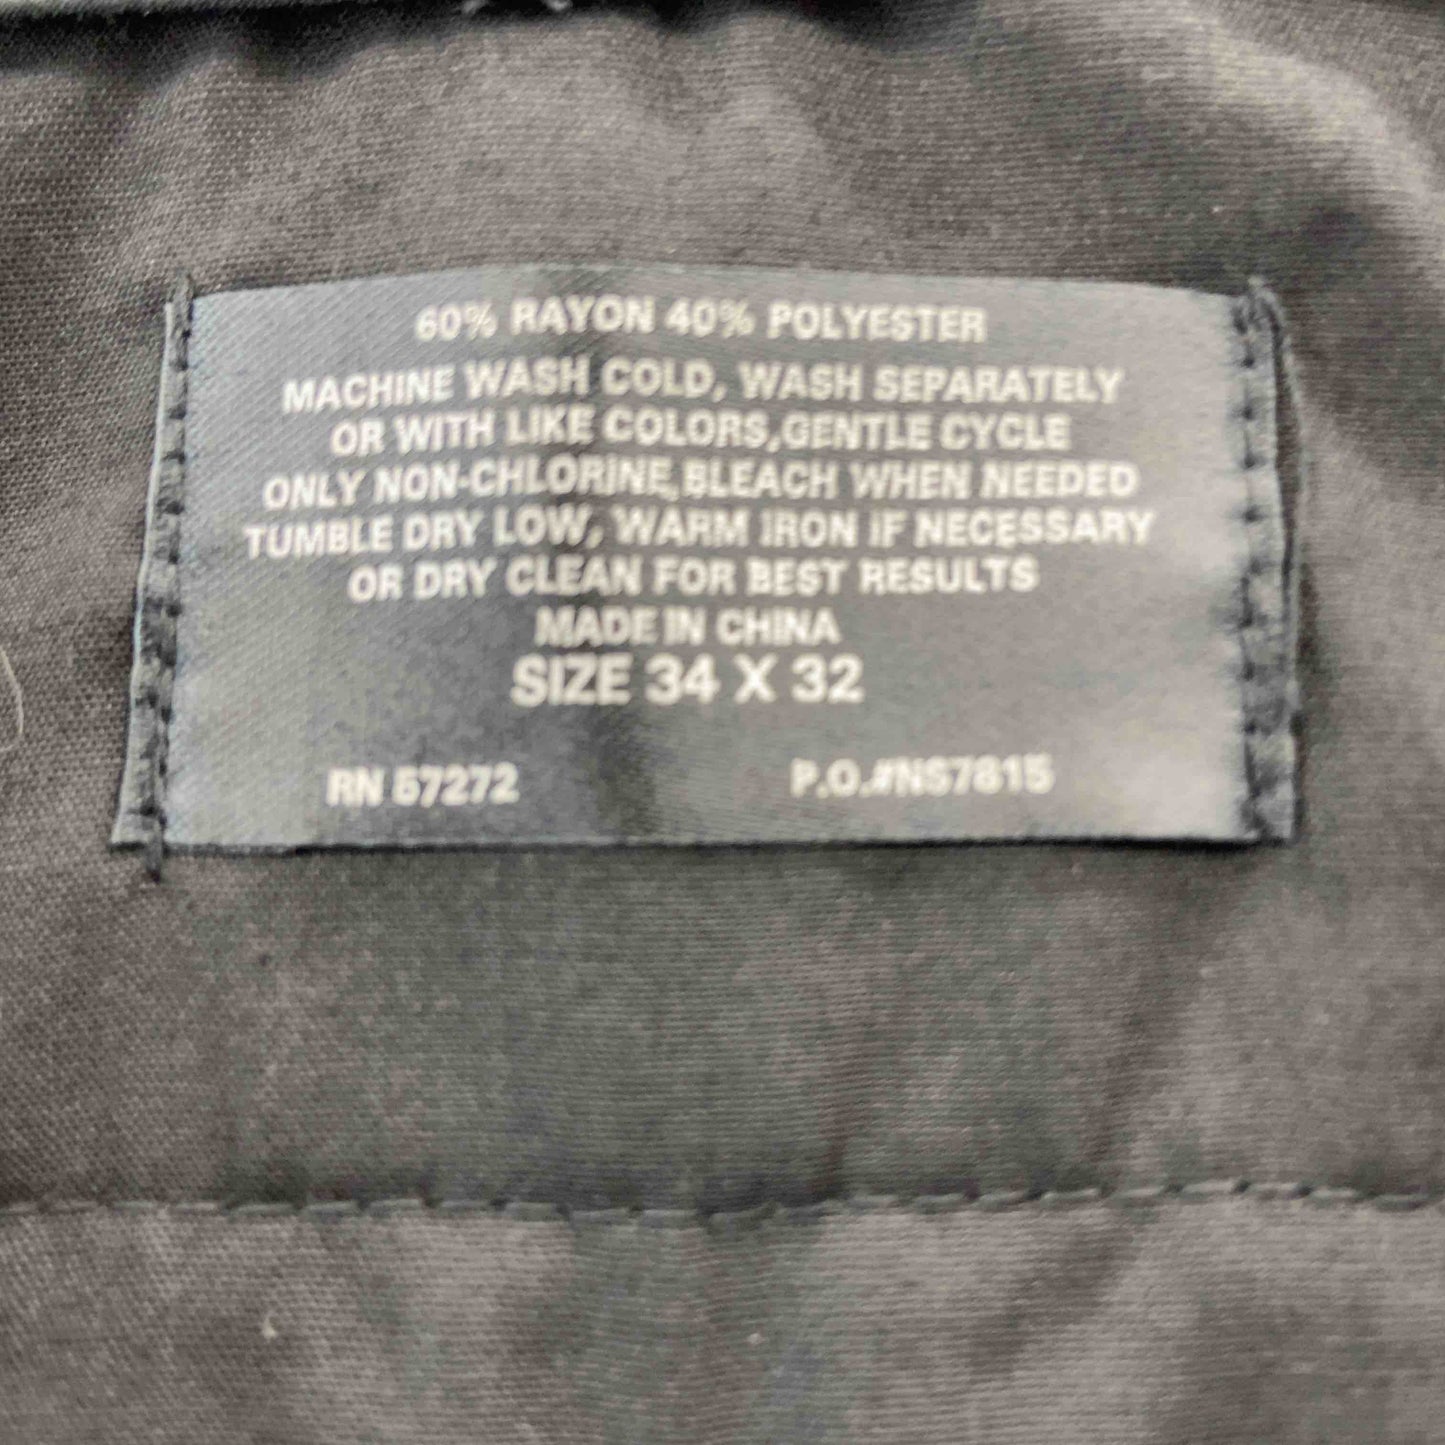 60% RAYON 40% POLYESTER
MACHINE WASH COLD, WASH SEPARATELY
OR WITH LIKE COLORS,GENTLE CYCLE
ONLY NON-CHLORINE BLEACH WHEN NEEDED
TUMBLE DRY LOW, WARM IRON IF NECESSARY
OR DRY CLEAN FOR BEST RESULTS
MADE IN CHINA
SIZE 34 X 32
RN 57272 P.O.#NS7815